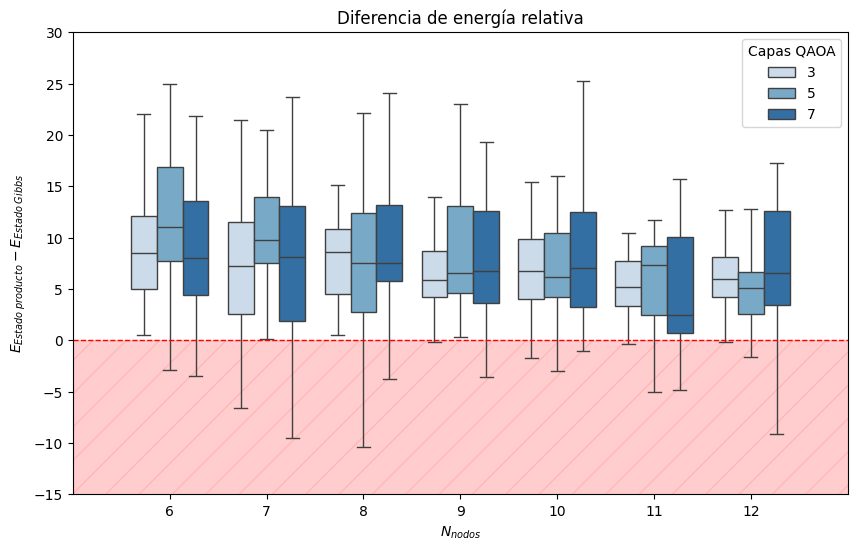 Diferencia de energía relativa
E_Estado producto − E_Estado Gibbs
30
25
20
15
10
5
0
−5
−10
−15
Capas QAOA
3
5
7
6 7 8 9 10 11 12
N_nodos